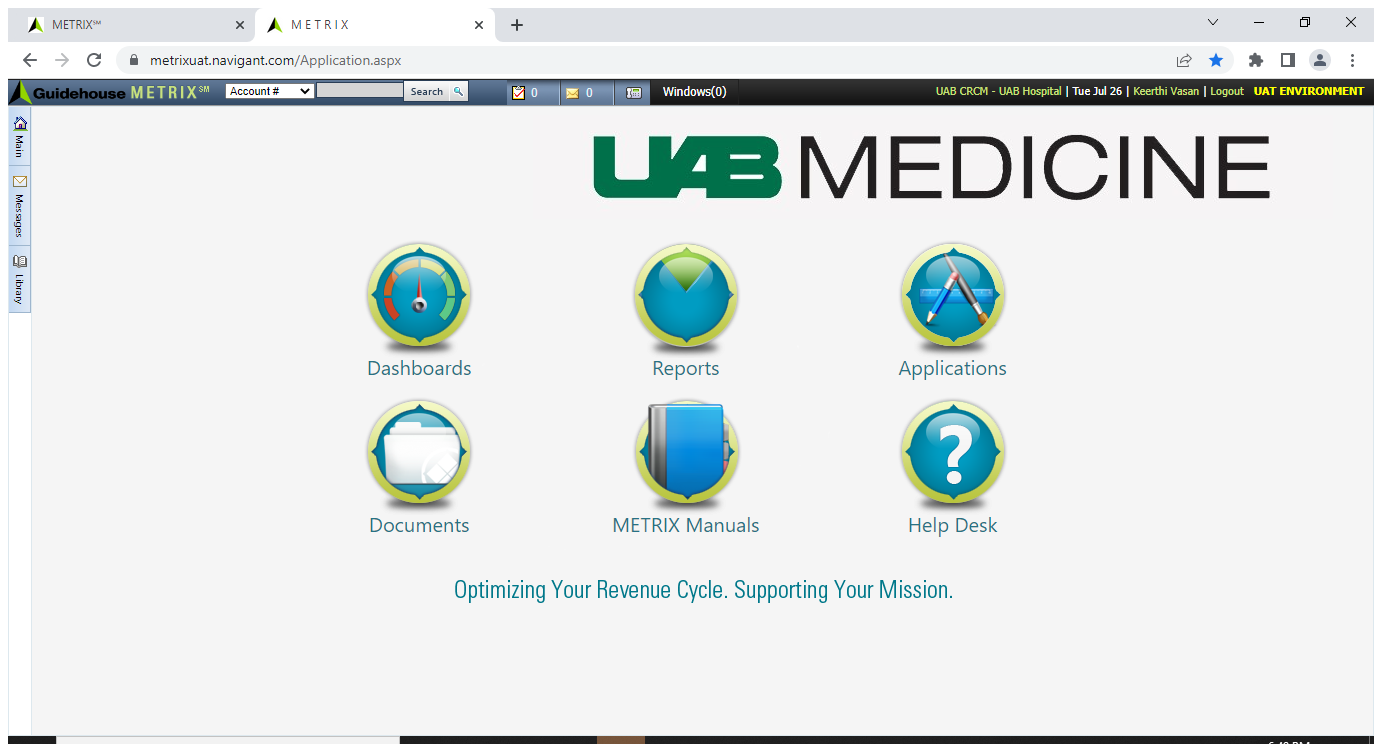 METRIX℠
M E T R I X
metrixuat.navigant.com/Application.aspx
Guidehouse METRIX℠ Account # Search 0 0 Windows(0) UAB CRCM - UAB Hospital | Tue Jul 26 | Keerthi Vasan | Logout UAT ENVIRONMENT
Main
Messages
Library
UAB MEDICINE
Dashboards Reports Applications
Documents METRIX Manuals Help Desk
Optimizing Your Revenue Cycle. Supporting Your Mission.